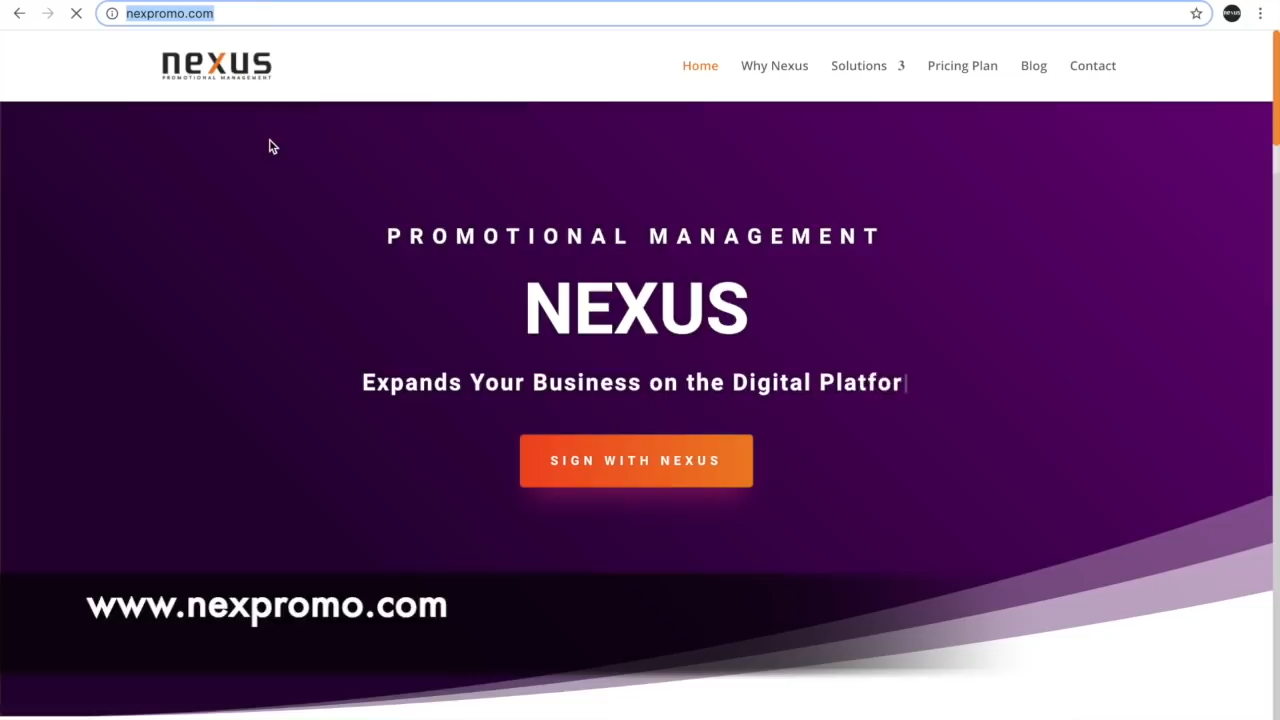 nexpromo.com
nexus
PROMOTIONAL MANAGEMENT
Home Why Nexus Solutions 3 Pricing Plan Blog Contact
PROMOTIONAL MANAGEMENT
NEXUS
Expands Your Business on the Digital Platfor
SIGN WITH NEXUS
www.nexpromo.com